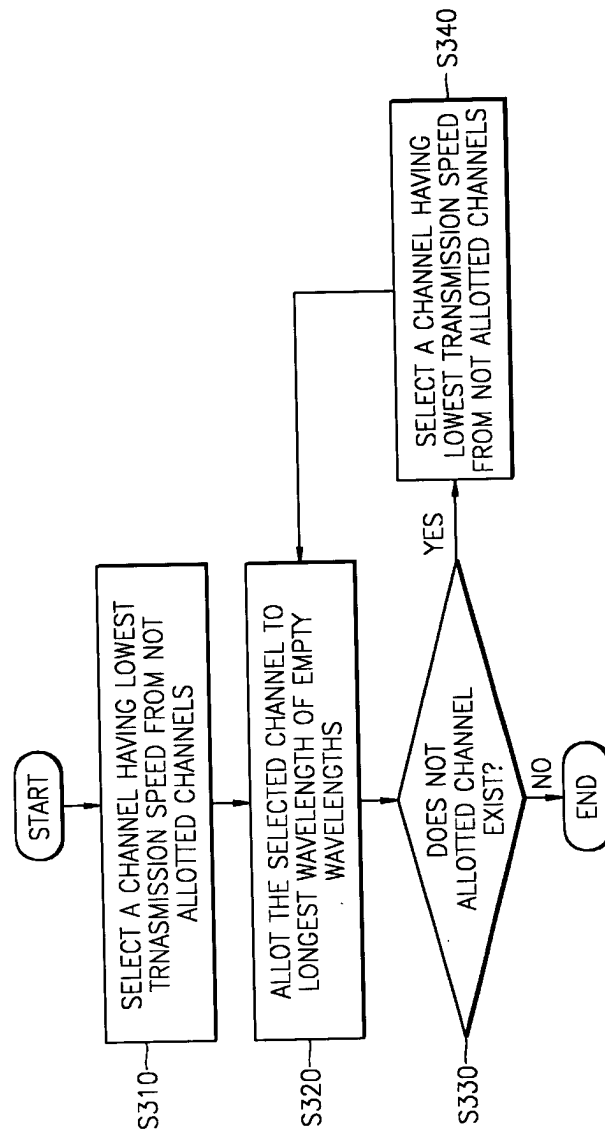 START
SELECT A CHANNEL HAVING LOWEST
TRNASMISSION SPEED FROM NOT
ALLOTTED CHANNELS
S310
ALLOT THE SELECTED CHANNEL TO
LONGEST WAVELENGTH OF EMPTY
WAVELENGTHS
S320
DOES NOT
ALLOTTED CHANNEL
EXIST?
S330
YES
SELECT A CHANNEL HAVING
LOWEST TRANSMISSION SPEED
FROM NOT ALLOTTED CHANNELS
S340
NO
END